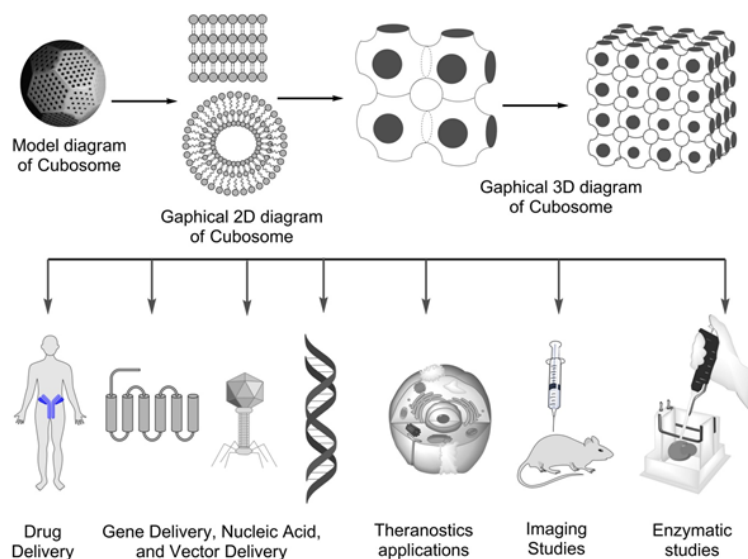 Model diagram
of Cubosome
Gaphical 2D diagram
of Cubosome
Gaphical 3D diagram
of Cubosome
Drug
Delivery
Gene Delivery, Nucleic Acid,
and Vector Delivery
Theranostics
applications
Imaging
Studies
Enzymatic
studies